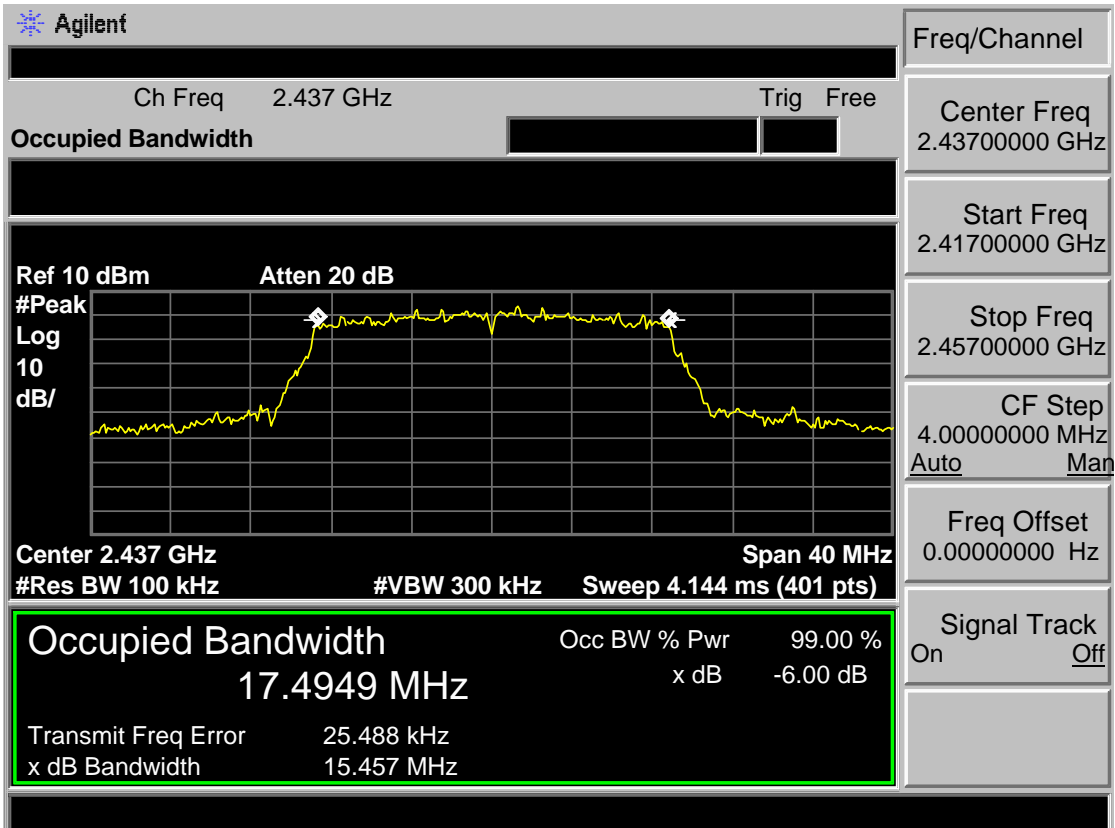 Agilent
Ch Freq 2.437 GHz Trig Free
Occupied Bandwidth
Ref 10 dBm Atten 20 dB
#Peak
Log
10
dB/
Center 2.437 GHz Span 40 MHz
#Res BW 100 kHz #VBW 300 kHz Sweep 4.144 ms (401 pts)
Occupied Bandwidth
17.4949 MHz
Occ BW % Pwr 99.00 %
x dB -6.00 dB
Transmit Freq Error 25.488 kHz
x dB Bandwidth 15.457 MHz
Freq/Channel
Center Freq
2.43700000 GHz
Start Freq
2.41700000 GHz
Stop Freq
2.45700000 GHz
CF Step
4.00000000 MHz
Auto Man
Freq Offset
0.00000000 Hz
Signal Track
On Off